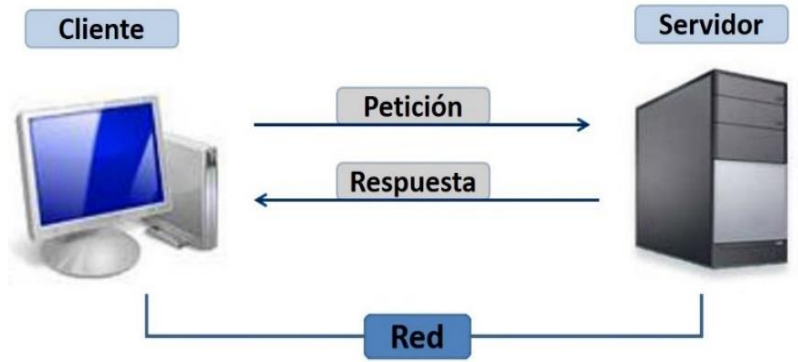 Cliente
Servidor
Petición
Respuesta
Red